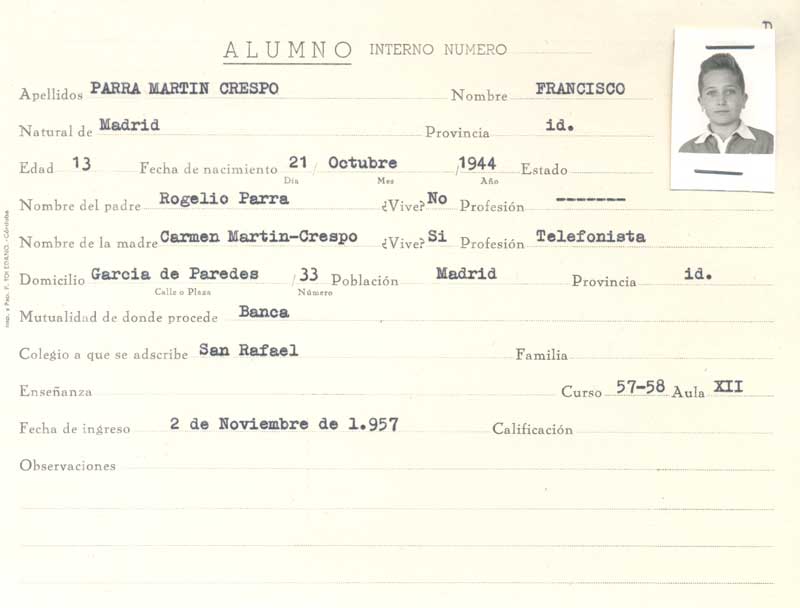 ALUMNO INTERNO NUMERO
Apellidos PARRA MARTIN CRESPO Nombre FRANCISCO
Natural de Madrid Provincia id.
Edad 13 Fecha de nacimiento 21 / Octubre / 1944 Estado
Día Mes Año
Nombre del padre Rogelio Parra ¿Vive? No Profesión -------
Nombre de la madre Carmen Martin-Crespo ¿Vive? Si Profesión Telefonista
Domicilio Garcia de Paredes / 33 Población Madrid Provincia id.
Calle o Plaza Número
Mutualidad de donde procede Banca
Colegio a que se adscribe San Rafael Familia
Enseñanza Curso 57-58 Aula XII
Fecha de ingreso 2 de Noviembre de 1.957 Calificación
Observaciones
Imp. y Pap. F. TOLEDANO.-Córdoba